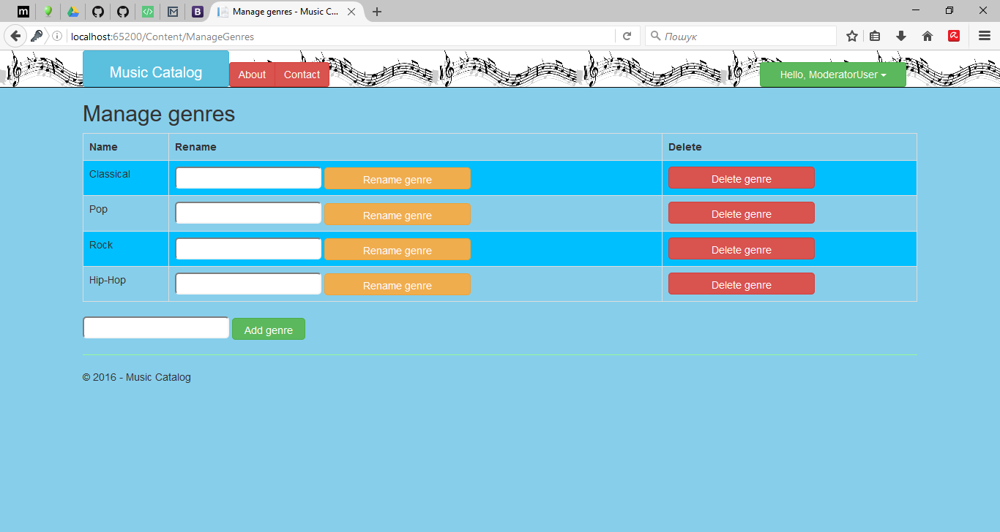 Manage genres - Music C...
localhost:65200/Content/ManageGenres
Пошук
Music Catalog About Contact Hello, ModeratorUser
Manage genres
Name Rename Delete
Classical Rename genre Delete genre
Pop Rename genre Delete genre
Rock Rename genre Delete genre
Hip-Hop Rename genre Delete genre
Add genre
© 2016 - Music Catalog